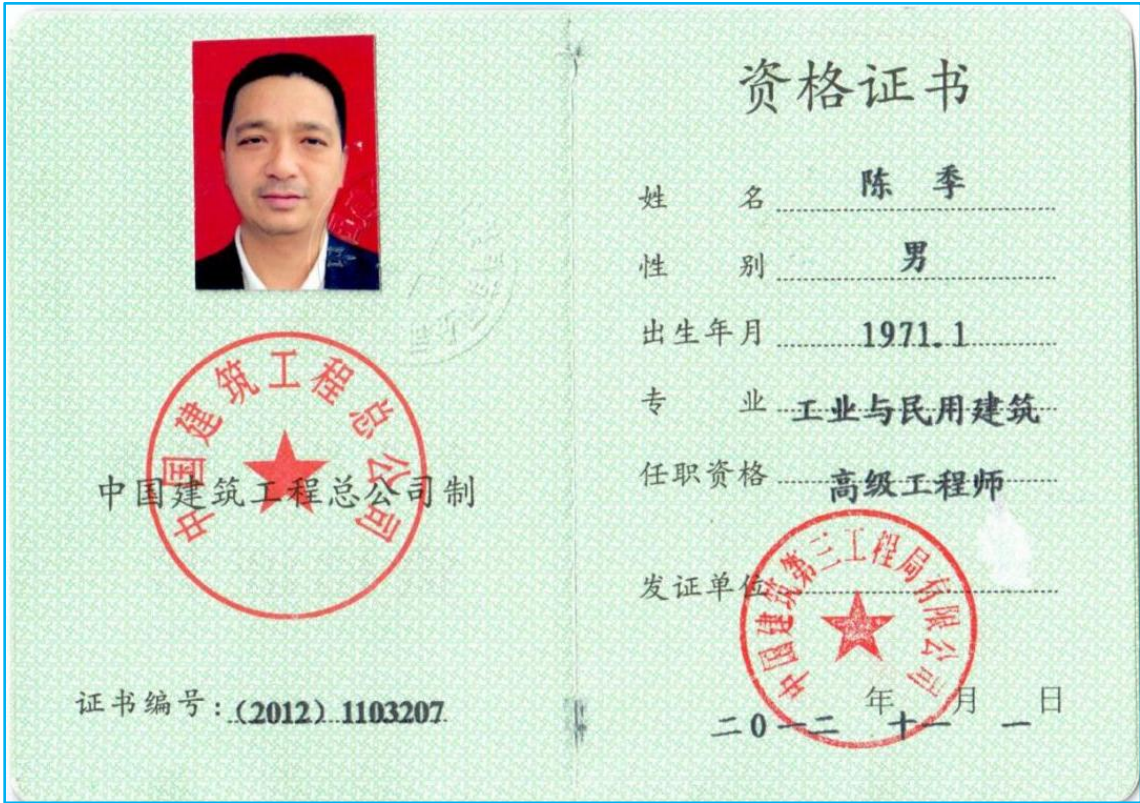 中国建筑工程总公司
中国建筑工程总公司制
证书编号:(2012)1103207
资格证书
姓 名 陈 季
性 别 男
出生年月 1971.1
专 业 工业与民用建筑
任职资格 高级工程师
发证单位
中国建筑第三工程局有限公司
二0一二年十一月一日